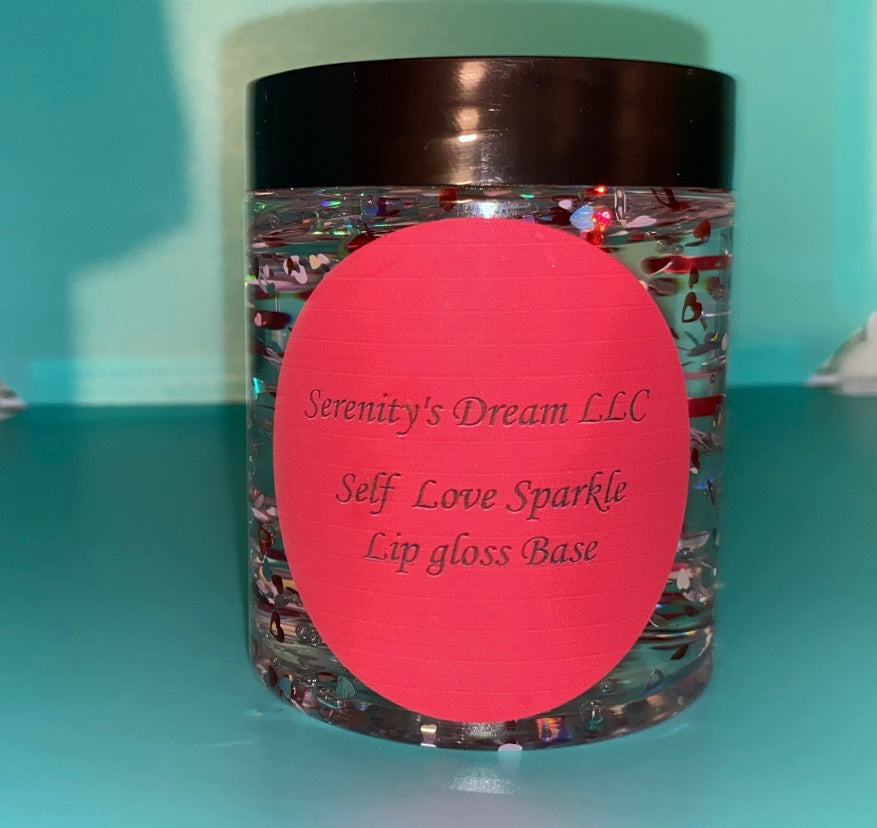 Serenity's Dream LLC
Self Love Sparkle
Lip gloss Base